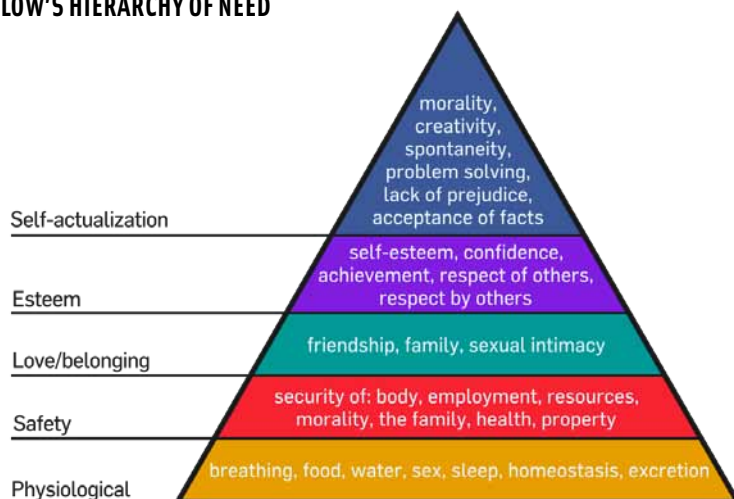 LOW'S HIERARCHY OF NEED
morality,
creativity,
spontaneity,
problem solving,
lack of prejudice,
acceptance of facts
Self-actualization
self-esteem, confidence,
achievement, respect of others,
respect by others
Esteem
friendship, family, sexual intimacy
Love/belonging
security of: body, employment, resources,
morality, the family, health, property
Safety
breathing, food, water, sex, sleep, homeostasis, excretion
Physiological